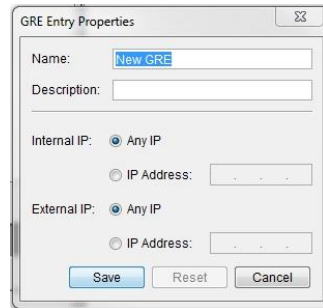 GRE Entry Properties
Name: New GRE
Description:
Internal IP: Any IP
IP Address: . . .
External IP: Any IP
IP Address: . . .
Save Reset Cancel